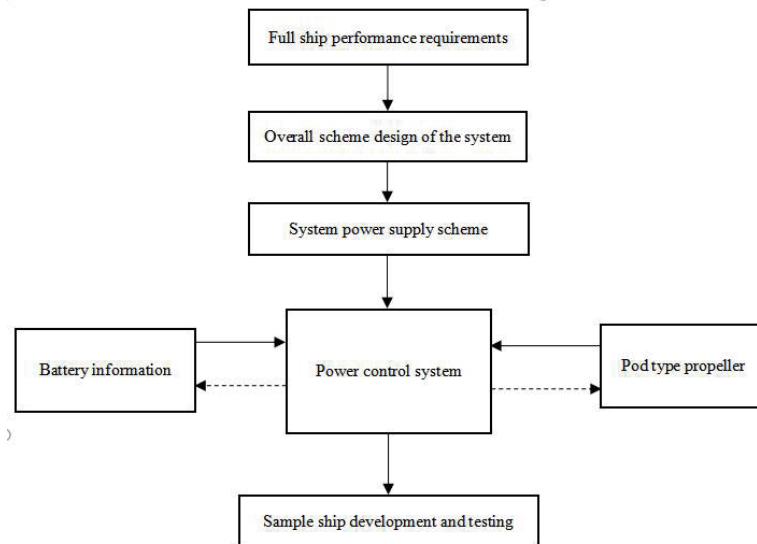 Full ship performance requirements
Overall scheme design of the system
System power supply scheme
Battery information
Power control system
Pod type propeller
Sample ship development and testing